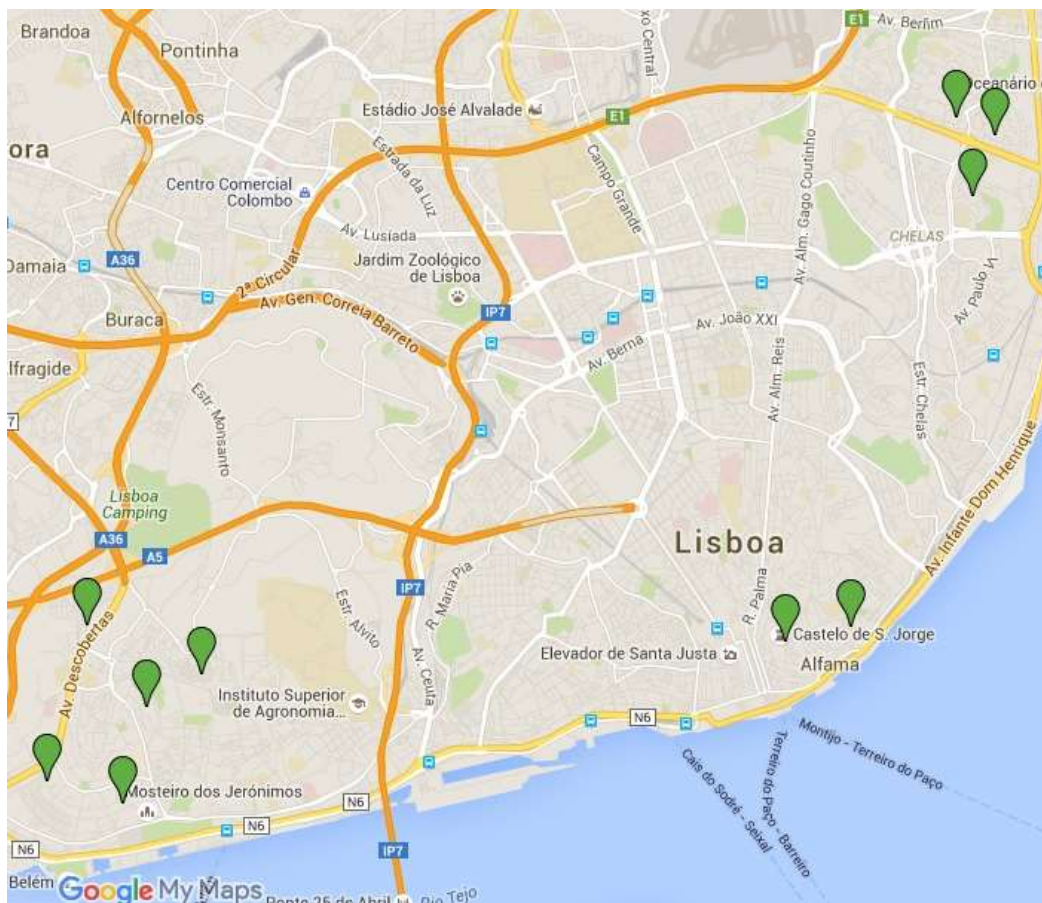 Brandoa
Pontinha
E1
Av. Berlim
Oceanário
Alfornelos
Estádio José Alvalade
E1
ora
Centro Comercial
Colombo
Estrada da Luz
Campo Grande
Av. Alm. Gago Coutinho
Av. Lusíada
CHELAS
Damaia
A36
2ª Circular
Jardim Zoológico
de Lisboa
Av. Gen. Correia Barreto
IP7
Av. Paulo VI
Buraca
Av. João XXI
Av. Berna
Av. Alm. Reis
lfragide
Estr. Chelas
7
Estr. Monsanto
Av. Infante Dom Henrique
Lisboa
Camping
A36
A5
Lisboa
IP7
R. Maria Pia
Estr. Alvito
R. Palma
Av. Descobertas
Castelo de S. Jorge
Elevador de Santa Justa
Alfama
Av. Ceuta
Instituto Superior
de Agronomia...
N6
Montijo - Terreiro do Paço
Terreiro do Paço - Barreiro
Cais do Sodré - Seixal
Mosteiro dos Jerónimos
N6
N6
N6
IP7
Belém
Google My Maps
Ponte 25 de Abril
Rio Tejo